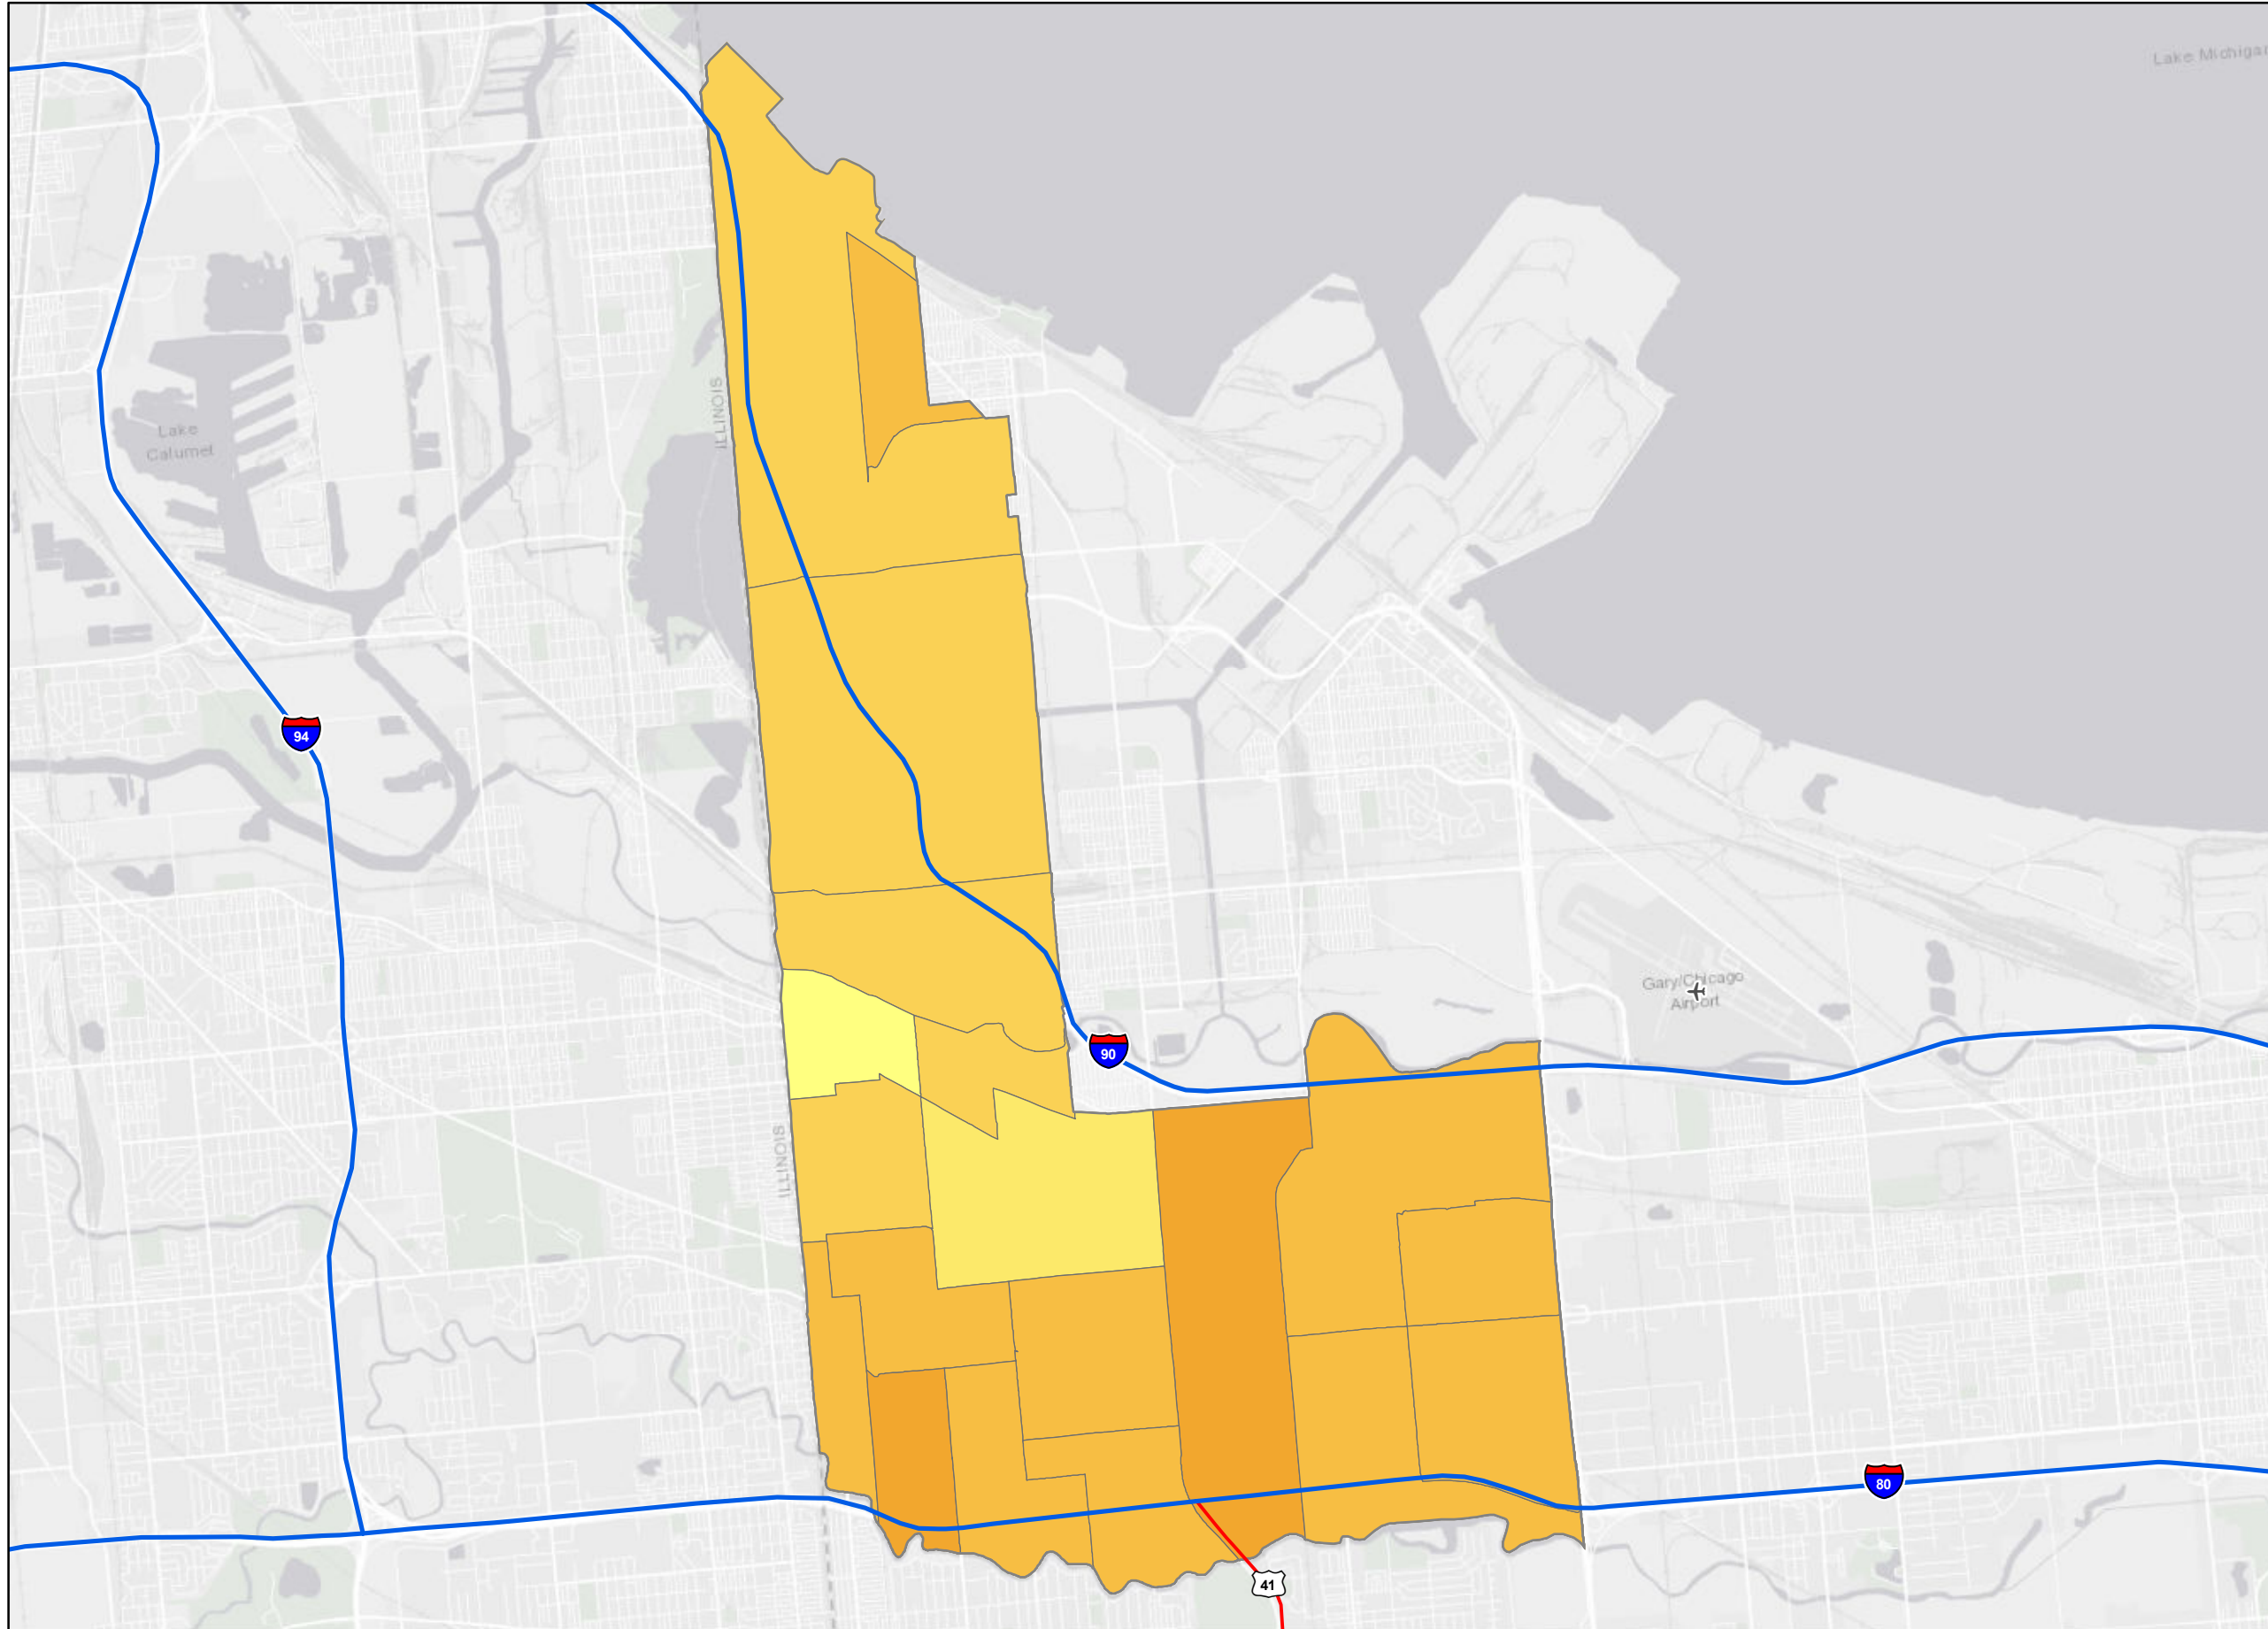 Lake Michigan
ILLINOIS
Lake
Calumet
94
Gary/Chicago
Airport
90
ILLINOIS
80
41